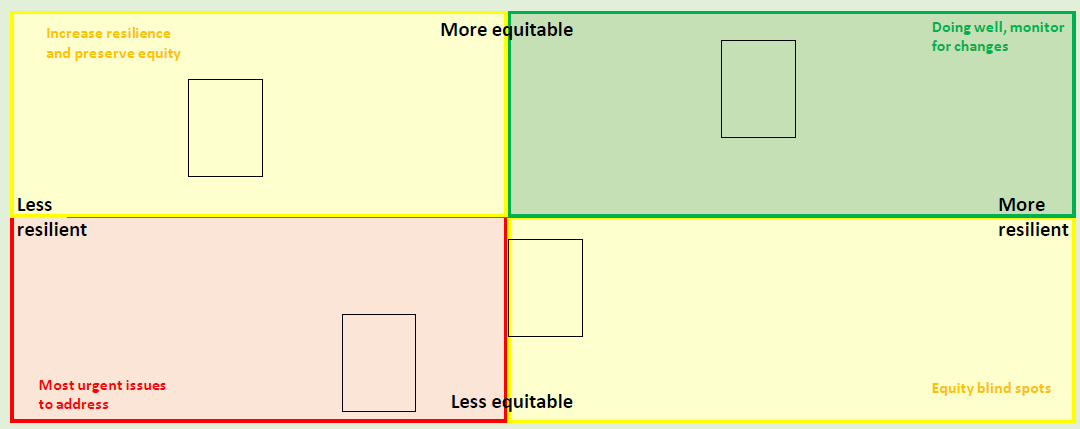 Increase resilience
and preserve equity
More equitable
Doing well, monitor
for changes
Less
resilient
More
resilient
Most urgent issues
to address
Less equitable
Equity blind spots